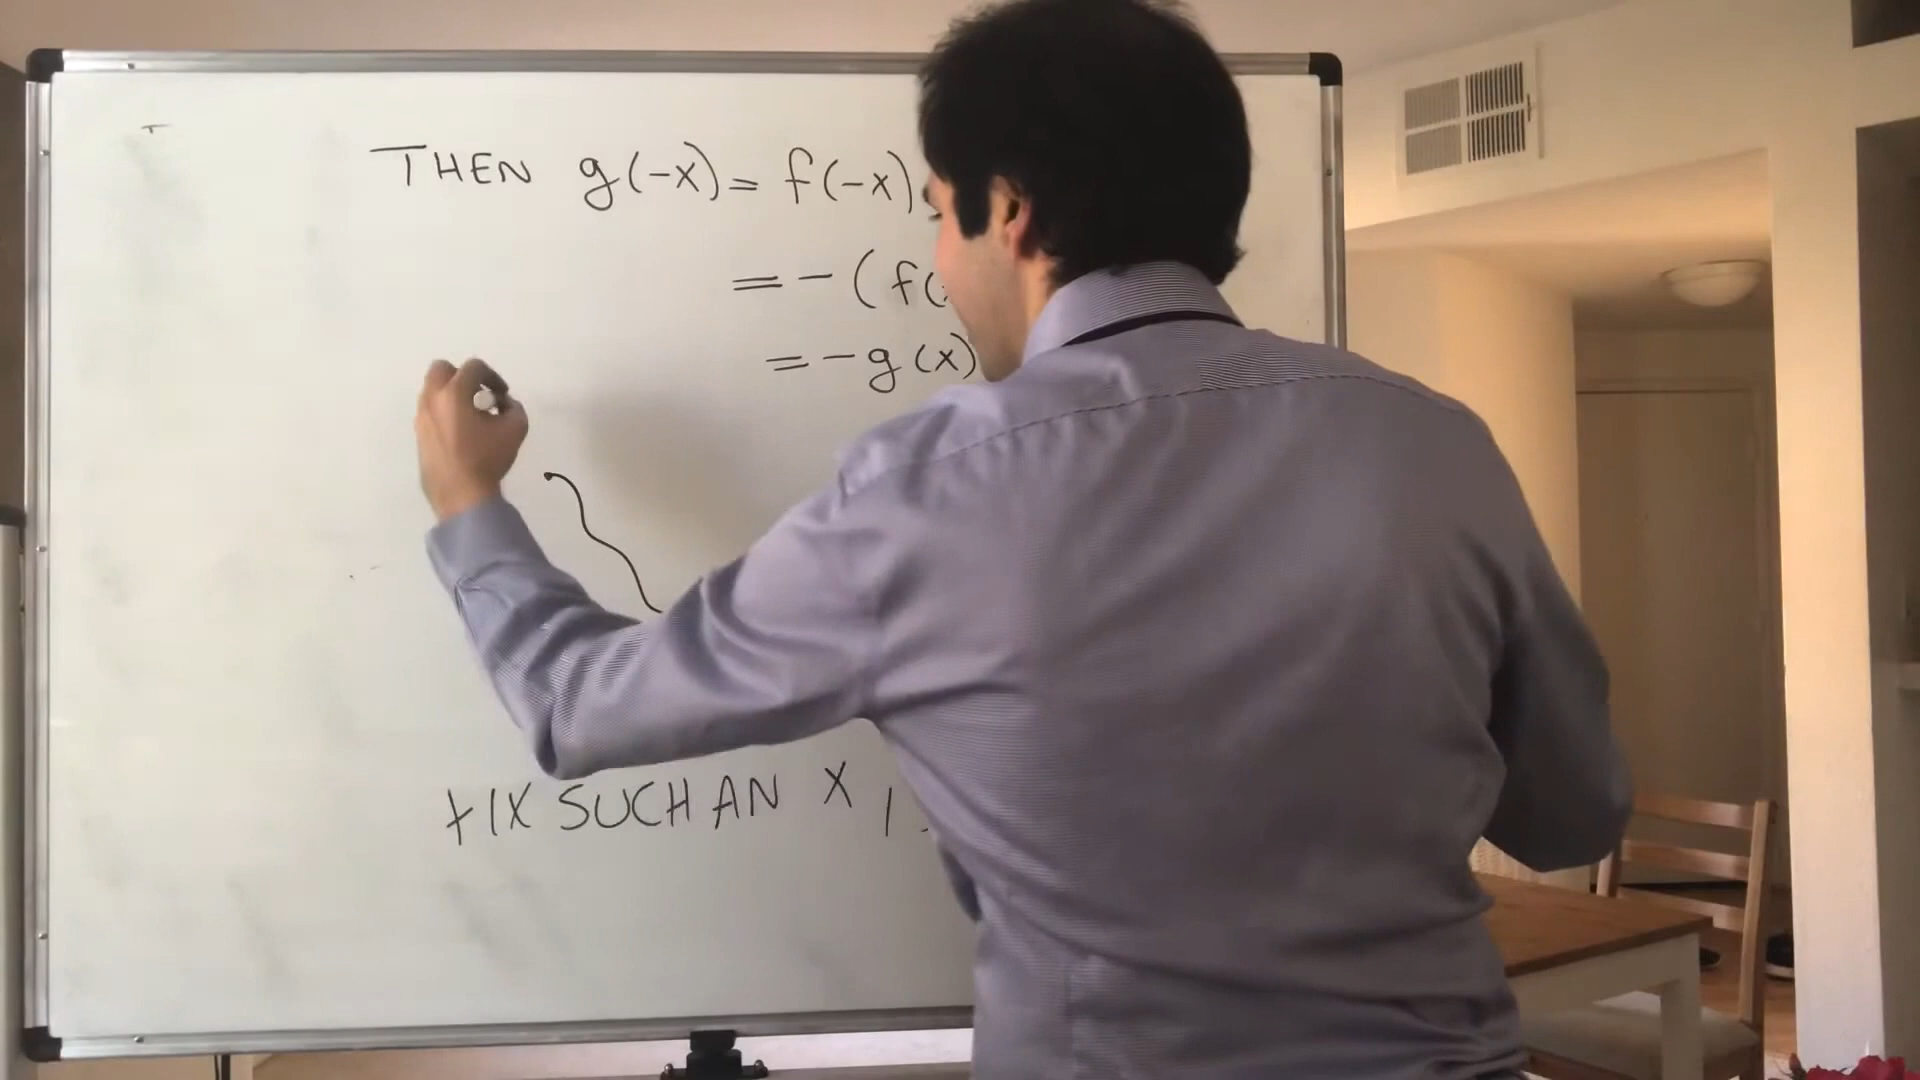 THEN g(-x) = f(-x)
= -(f(
= -g(x)
FIX SUCH AN X,